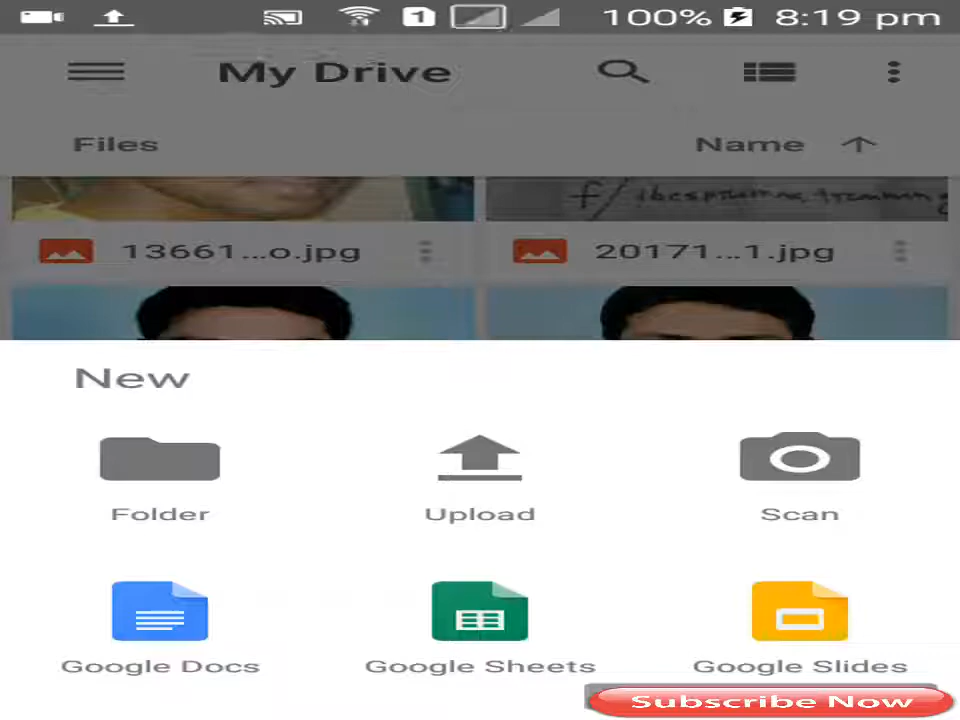 1 100% 8:19 pm
My Drive
Files Name
13661...o.jpg 20171...1.jpg
New
Folder Upload Scan
Google Docs Google Sheets Google Slides
Subscribe Now